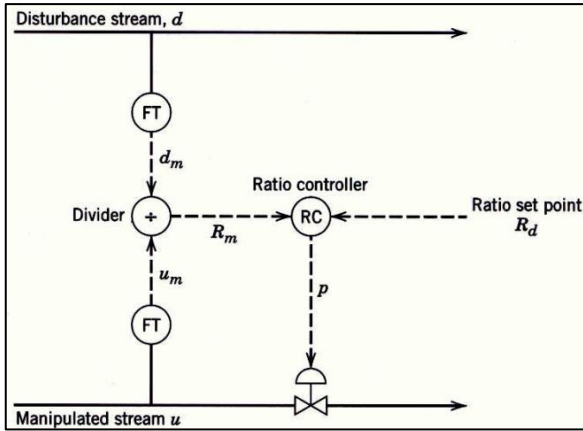 Disturbance stream, d
FT
d_m
Ratio controller
Divider ÷ R_m RC Ratio set point
R_d
u_m
p
FT
Manipulated stream u